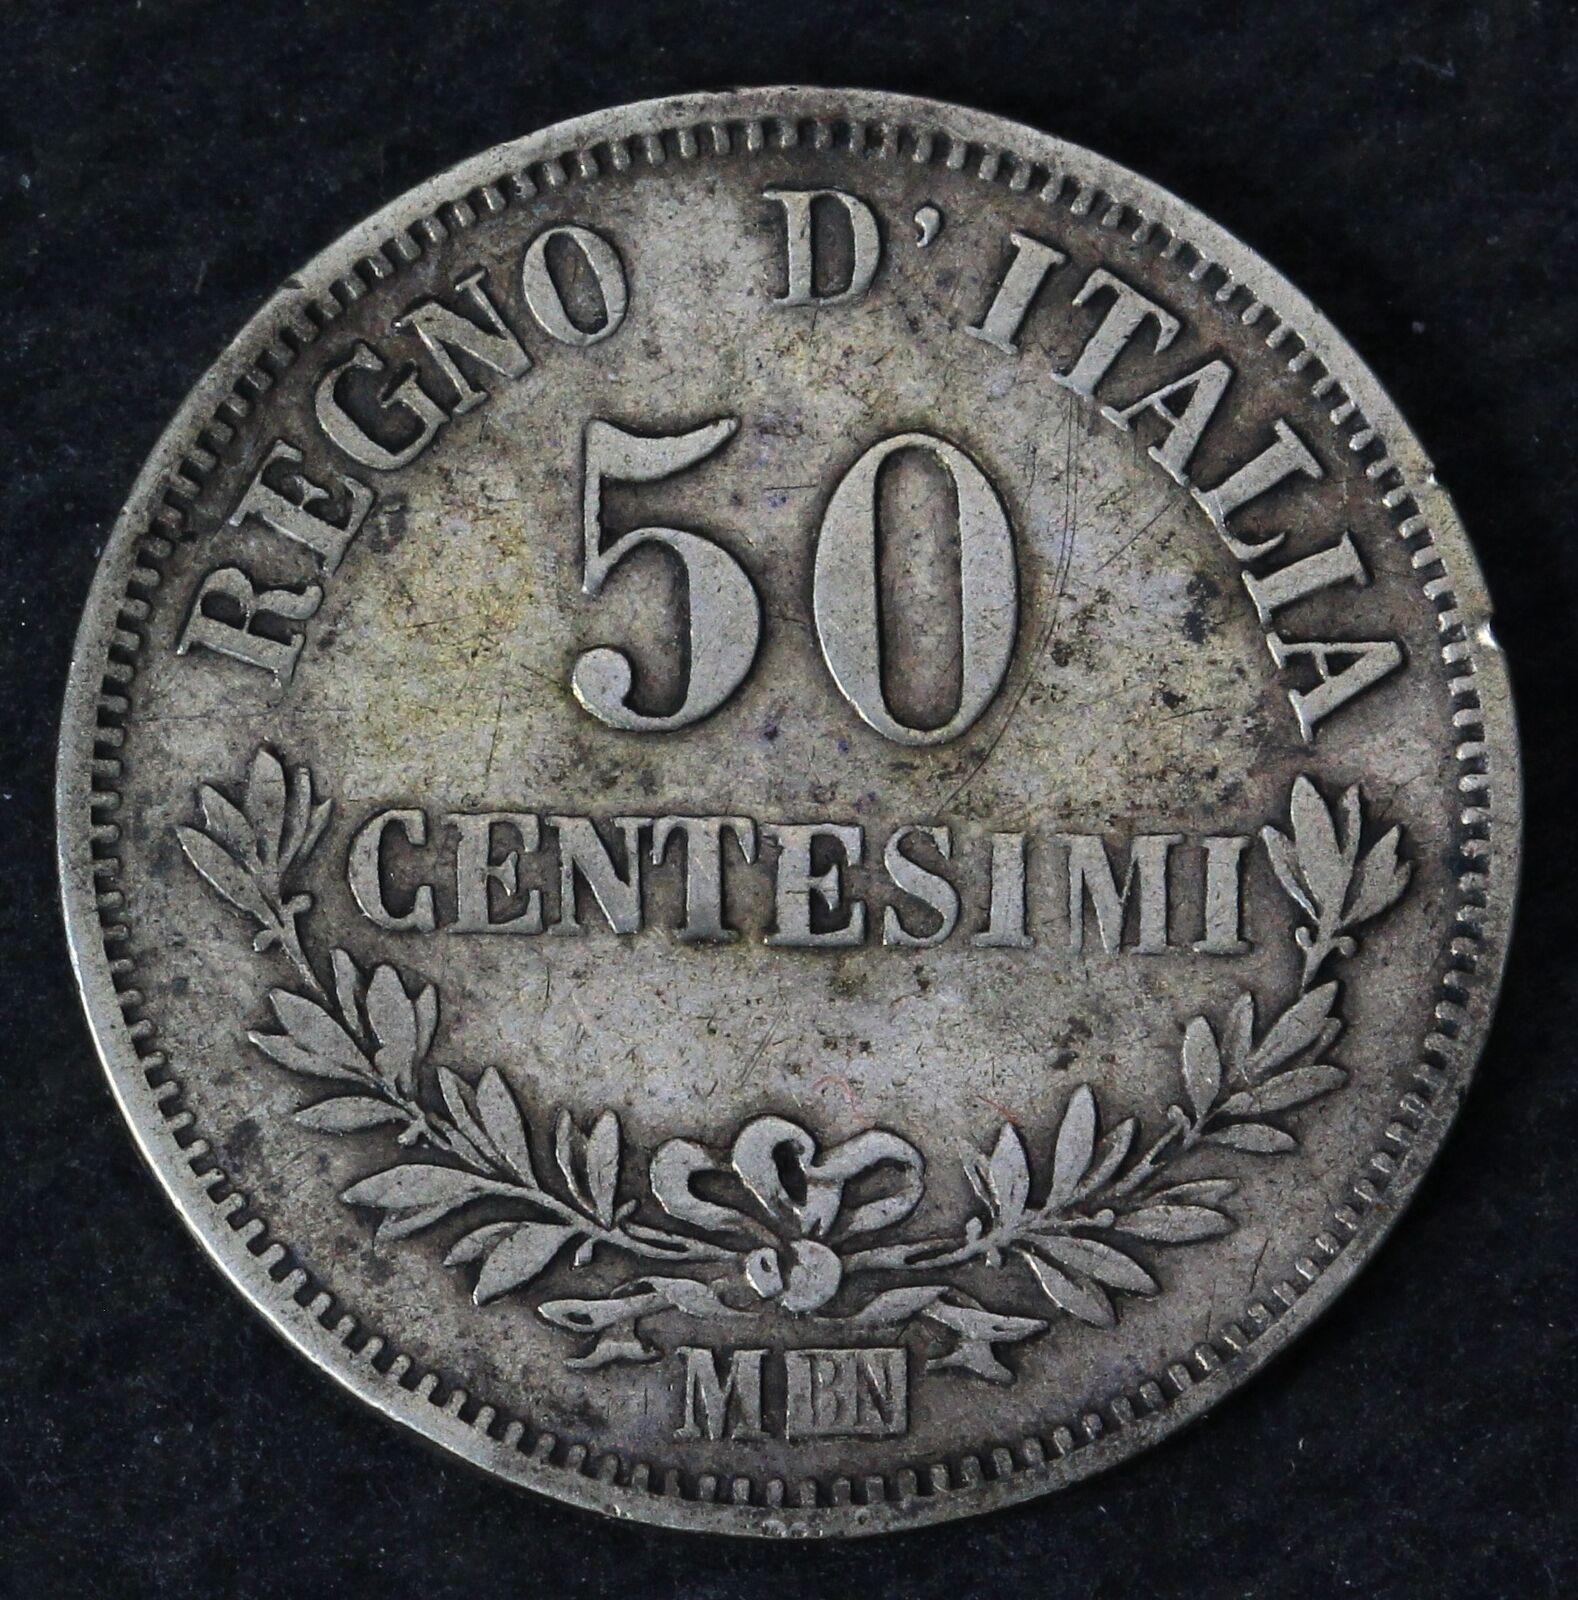 REGNO D'ITALIA
50
CENTESIMI
M BN